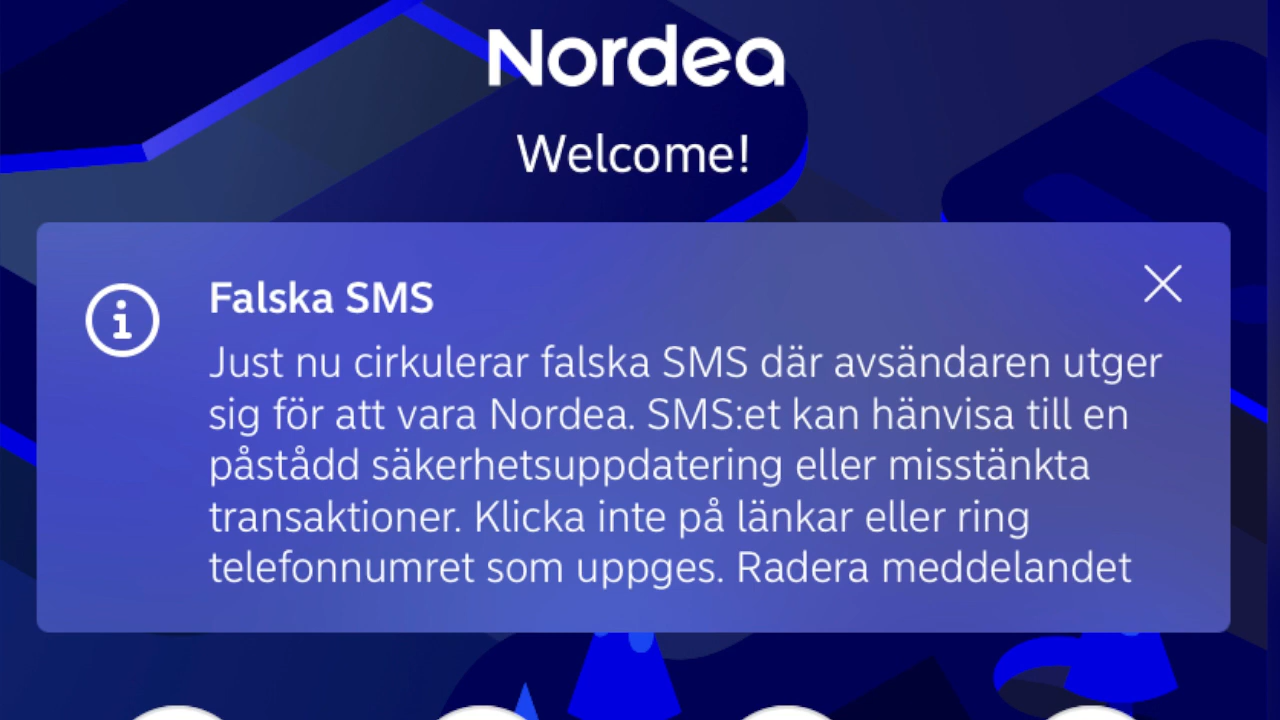 Nordea
Welcome!
Falska SMS
Just nu cirkulerar falska SMS där avsändaren utger
sig för att vara Nordea. SMS:et kan hänvisa till en
påstådd säkerhetsuppdatering eller misstänkta
transaktioner. Klicka inte på länkar eller ring
telefonnumret som uppges. Radera meddelandet